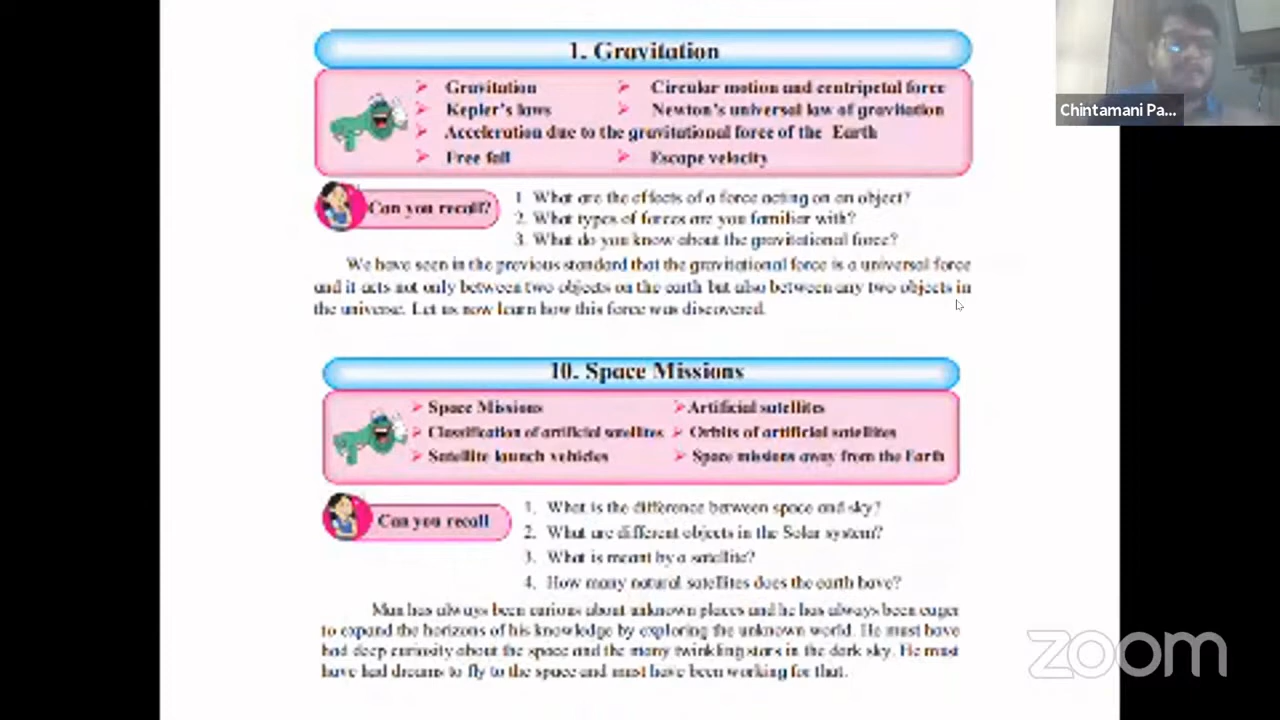 1. Gravitation
Gravitation
Circular motion and centripetal force
Kepler's laws
Newton's universal law of gravitation
Acceleration due to the gravitational force of the Earth
Free fall
Escape velocity
Can you recall?
1 What are the effects of a force acting on an object?
2. What types of forces are you familiar with?
3. What do you know about the gravitational force?
We have seen in the previous standard that the gravitational force is a universal force
and it acts not only between two objects on the earth but also between any two objects in
the universe. Let us now learn how this force was discovered.
10. Space Missions
Space Missions
Artificial satellites
Classification of artificial satellites
Orbits of artificial satellites
Satellite launch vehicles
Space missions away from the Earth
Can you recall
1. What is the difference between space and sky?
2. What are different objects in the Solar system?
3. What is meant by a satellite?
4. How many natural satellites does the earth have?
Man has always been curious about unknown places and he has always been eager
to expand the horizons of his knowledge by exploring the unknown world. He must have
had deep curiosity about the space and the many twinkling stars in the dark sky. He must
have had dreams to fly to the space and must have been working for that.
Chintamani Pa...
zoom